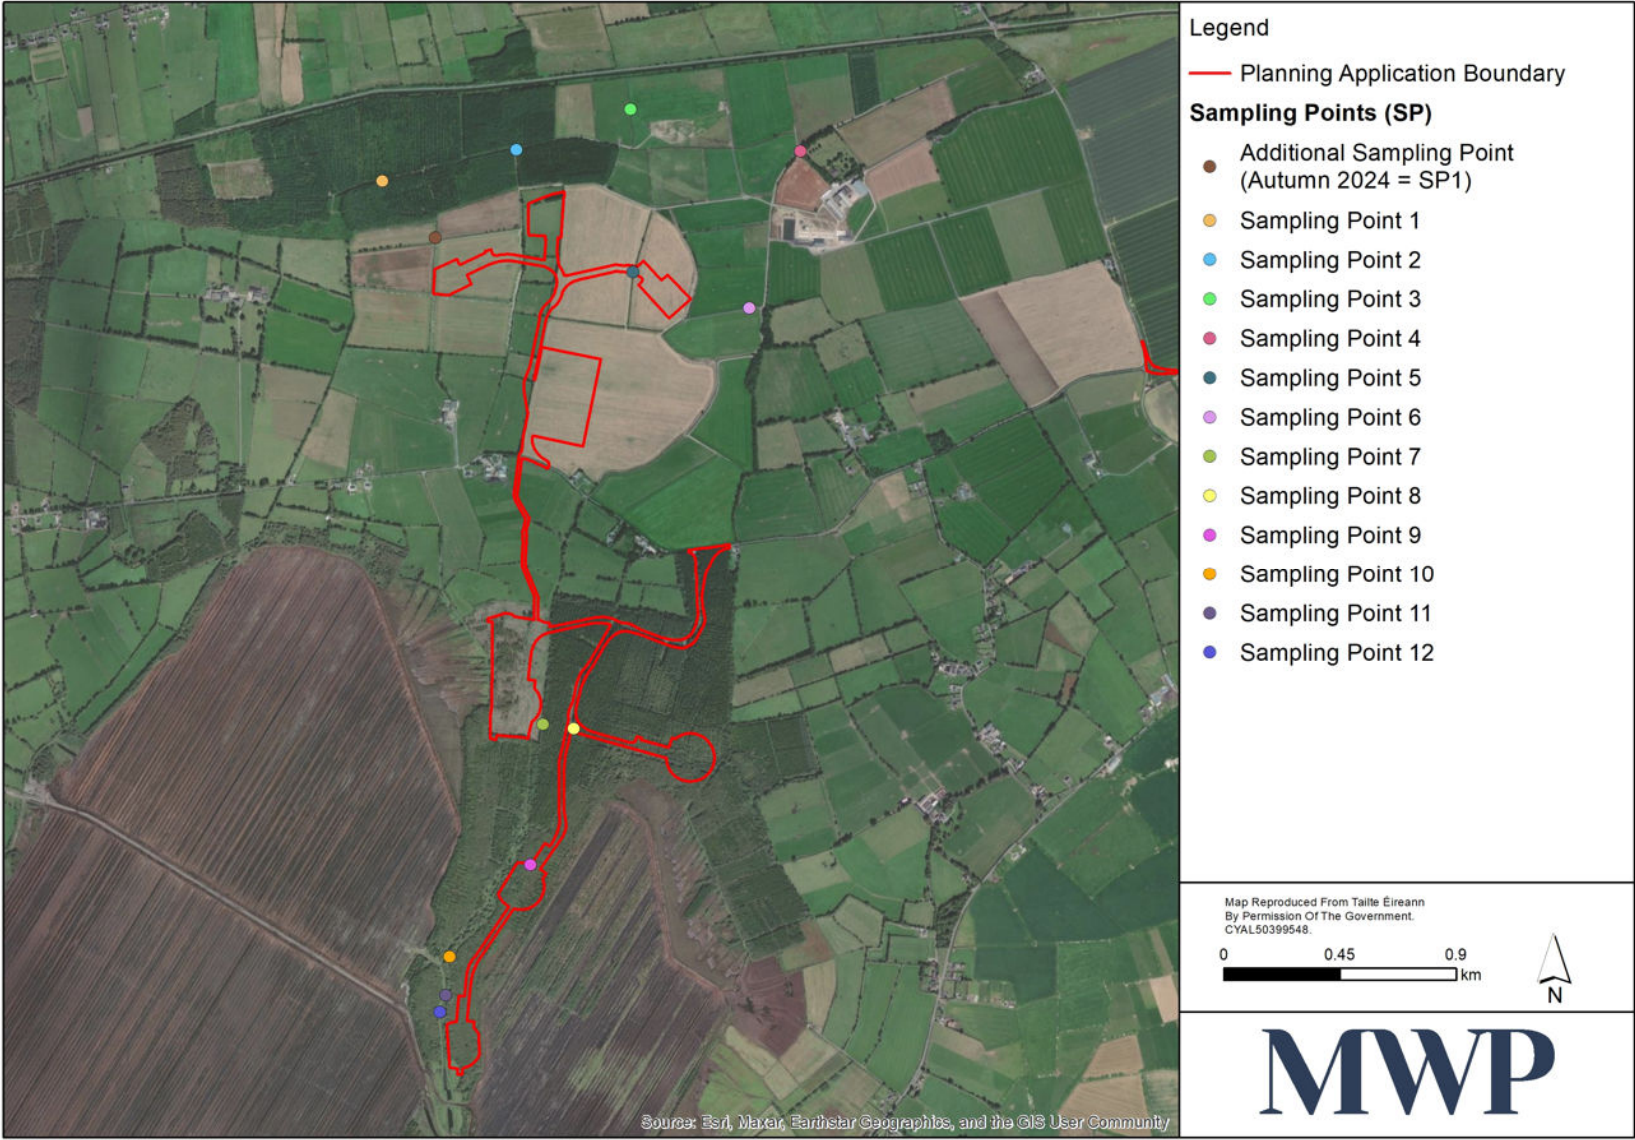 Legend
Planning Application Boundary
Sampling Points (SP)
Additional Sampling Point
(Autumn 2024 = SP1)
Sampling Point 1
Sampling Point 2
Sampling Point 3
Sampling Point 4
Sampling Point 5
Sampling Point 6
Sampling Point 7
Sampling Point 8
Sampling Point 9
Sampling Point 10
Sampling Point 11
Sampling Point 12
Map Reproduced From Tailte Éireann
By Permission Of The Government.
CYAL50399548.
0 0.45 0.9
km
N
MWP
Source: Esri, Maxar, Earthstar Geographics, and the GIS User Community